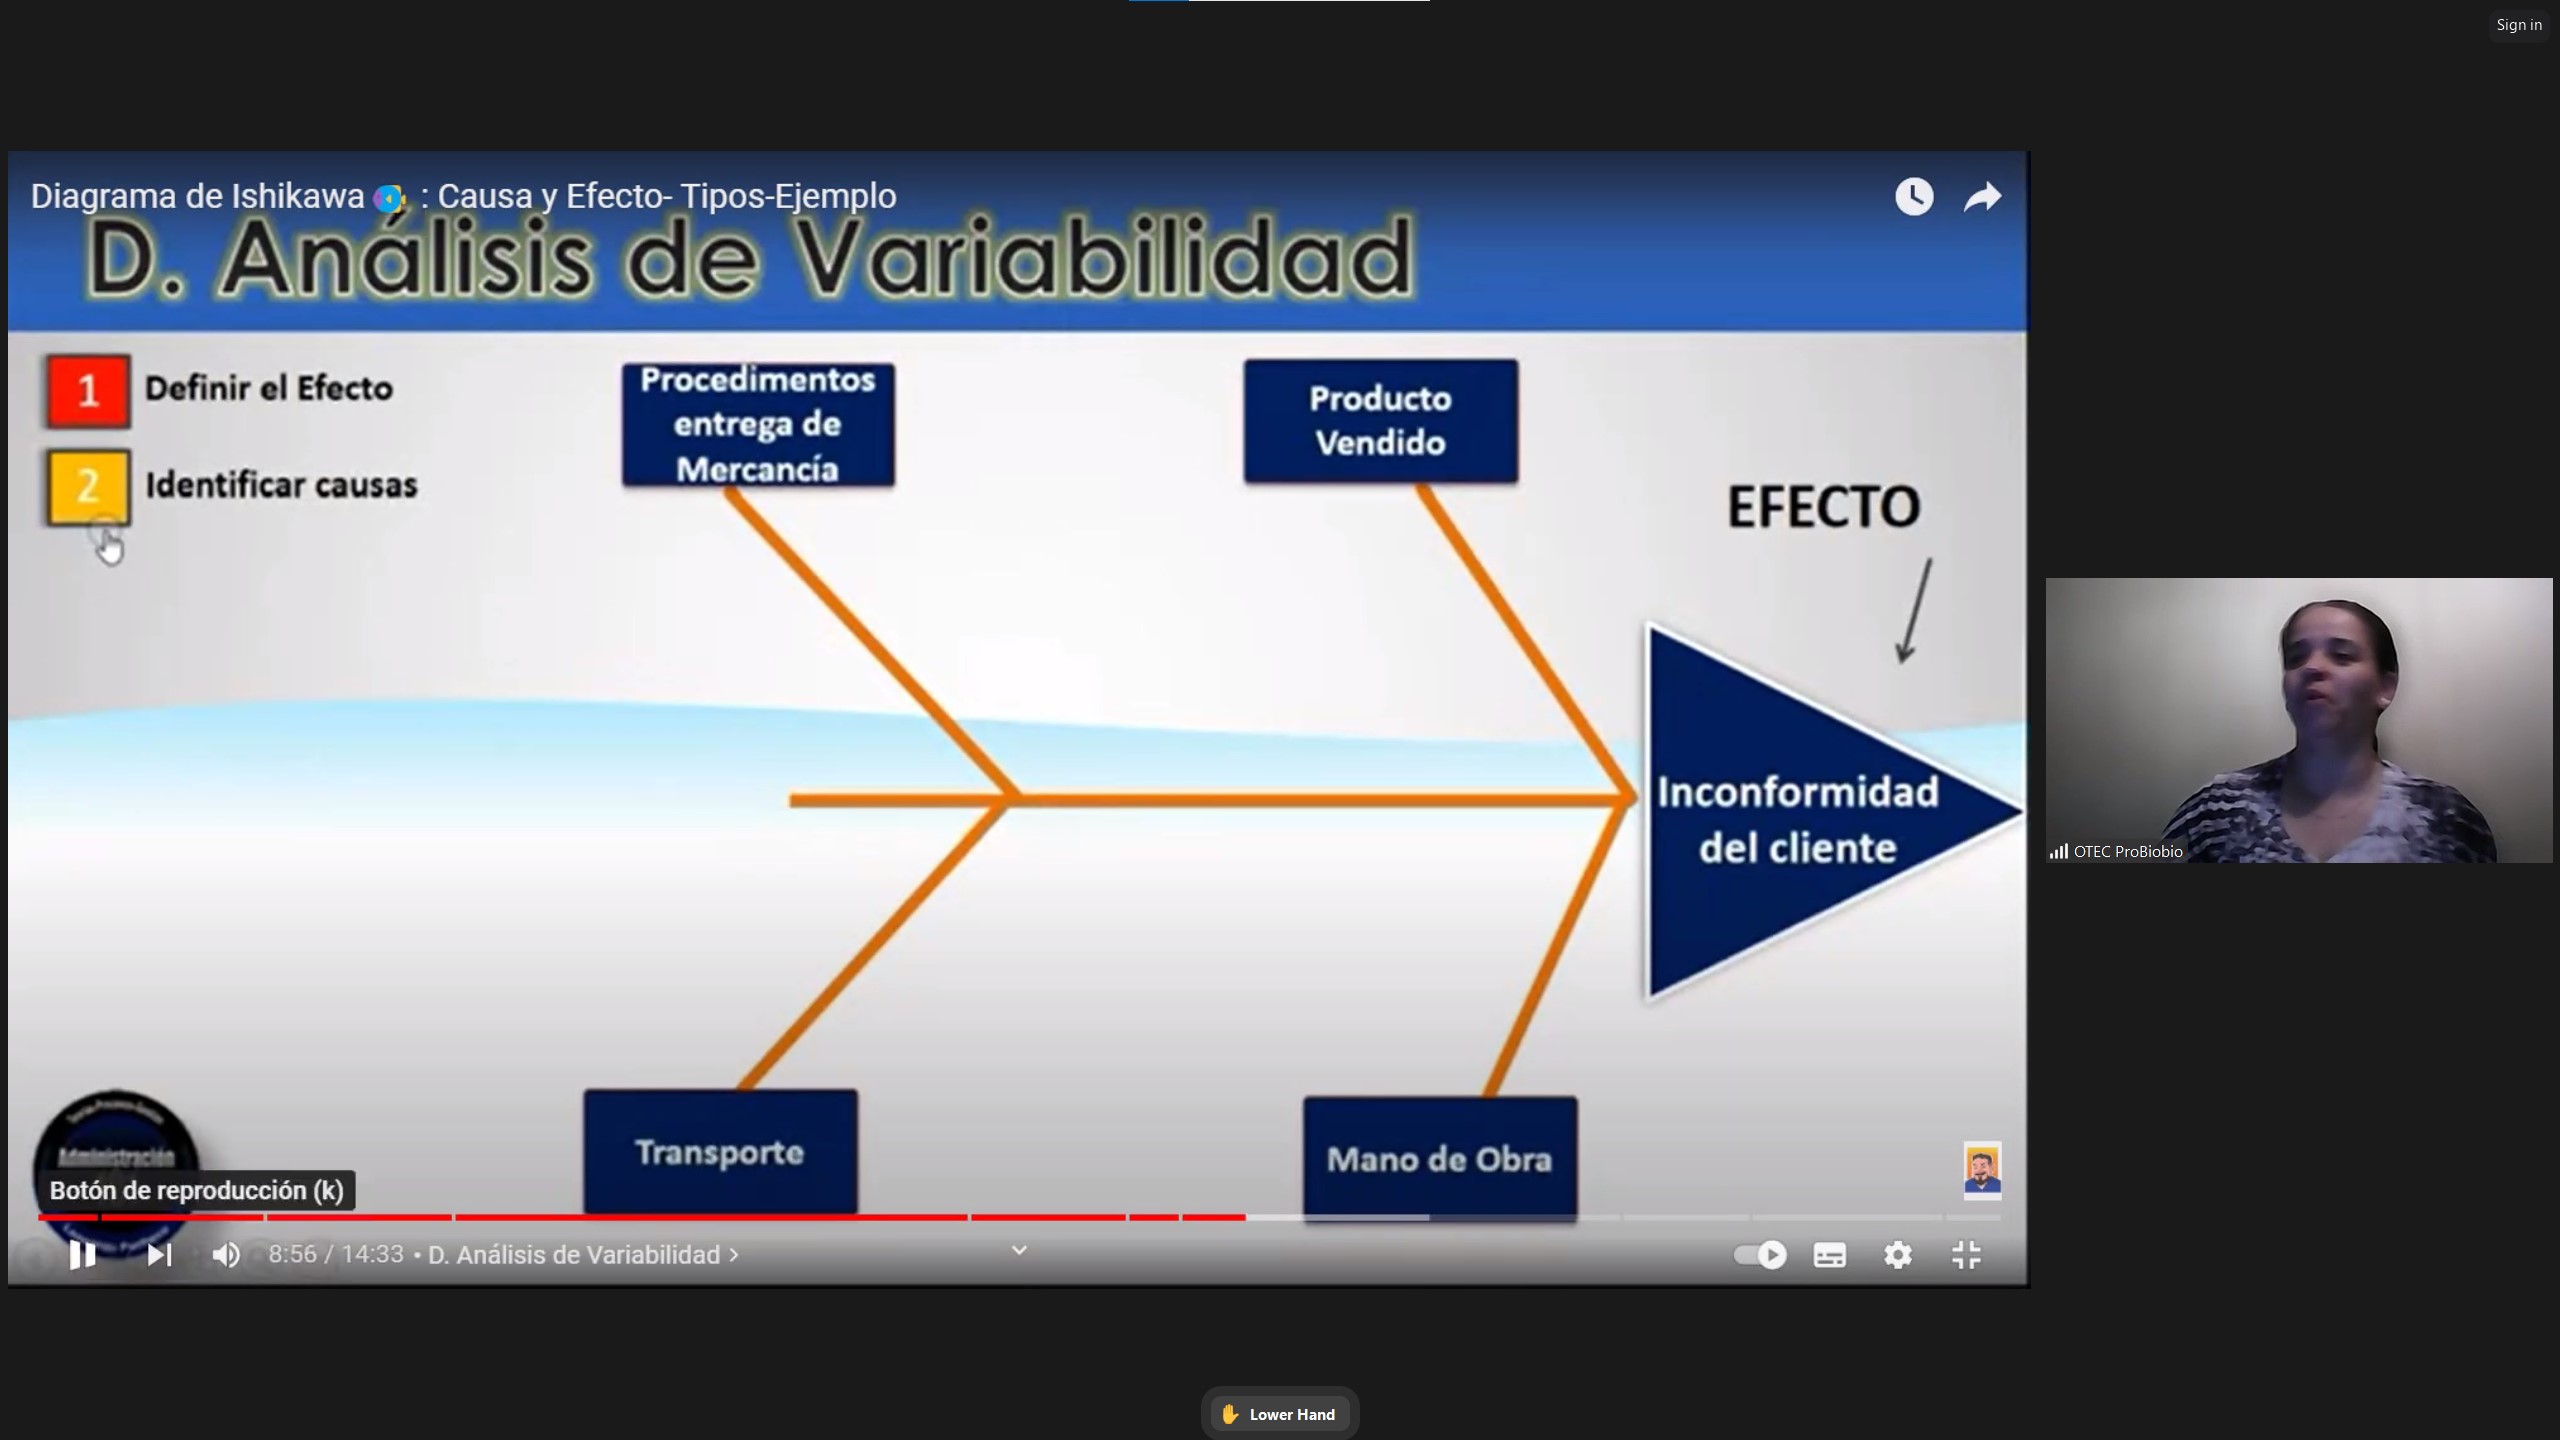 Sign in
Diagrama de Ishikawa : Causa y Efecto- Tipos-Ejemplo
D. Análisis de Variabilidad
1 Definir el Efecto
2 Identificar causas
Procedimientos
entrega de
Mercancía
Producto
Vendido
EFECTO
Inconformidad
del cliente
OTEC ProBiobio
Transporte
Mano de Obra
Administración
Botón de reproducción (k)
8:56 / 14:33 • D. Análisis de Variabilidad >
Lower Hand